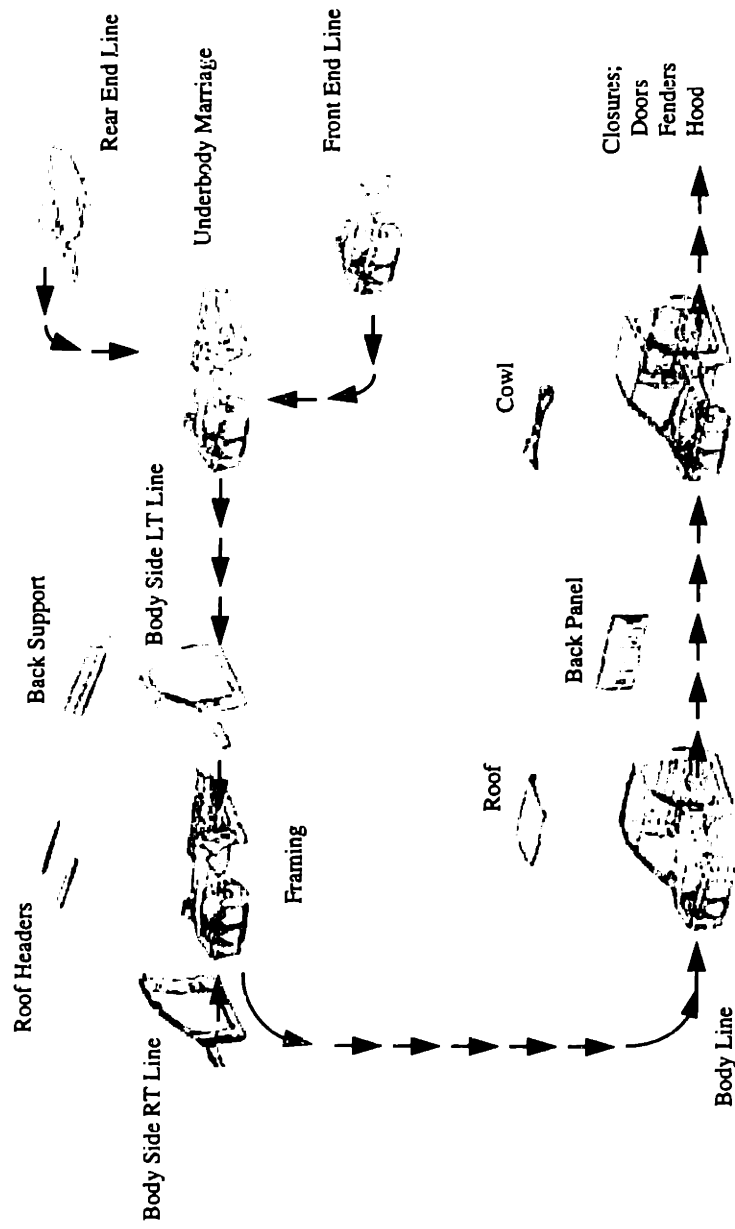 Rear End Line
Underbody Marriage
Front End Line
Back Support
Body Side LT Line
Roof Headers
Framing
Body Side RT Line
Closures;
Doors
Fenders
Hood
Cowl
Back Panel
Roof
Body Line